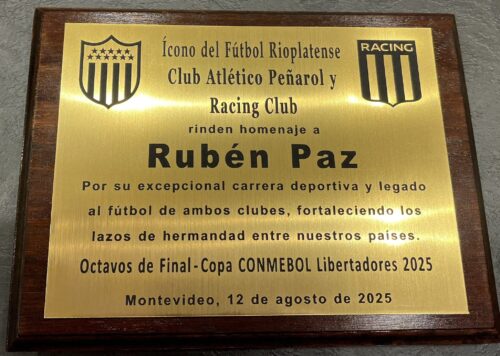 RACING
Ícono del Fútbol Rioplatense
Club Atlético Peñarol y
Racing Club
rinden homenaje a
Rubén Paz
Por su excepcional carrera deportiva y legado
al fútbol de ambos clubes, fortaleciendo los
lazos de hermandad entre nuestros países.
Octavos de Final - Copa CONMEBOL Libertadores 2025
Montevideo, 12 de agosto de 2025